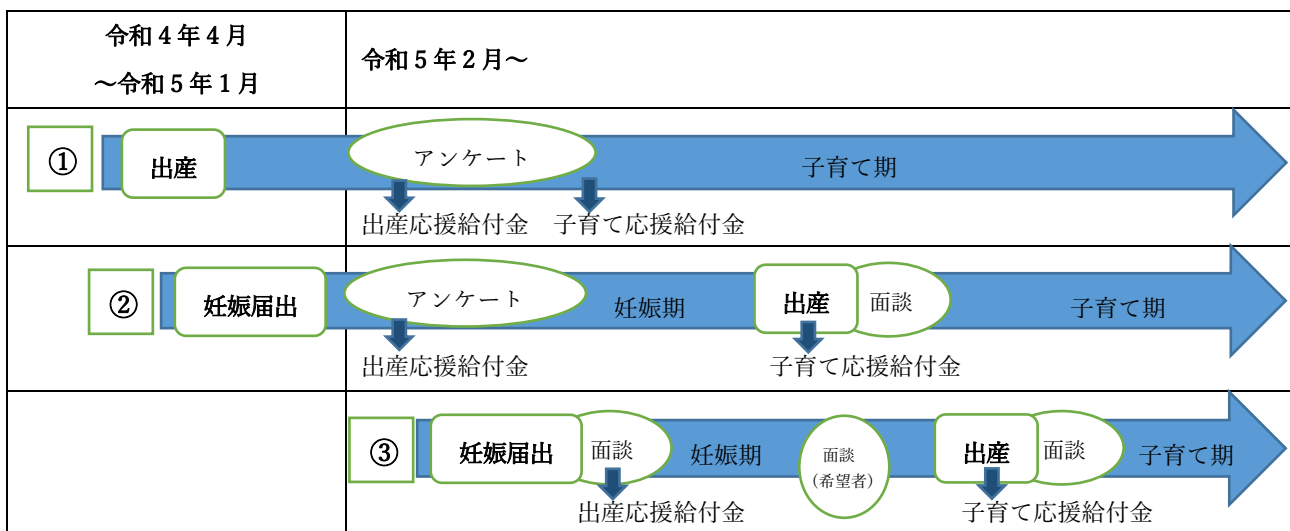 令和4年4月
～令和5年1月
令和5年2月～
①
出産
アンケート
子育て期
出産応援給付金
子育て応援給付金
②
妊娠届出
アンケート
妊娠期
出産
面談
子育て期
出産応援給付金
子育て応援給付金
③
妊娠届出
面談
妊娠期
面談
（希望者）
出産
面談
子育て期
出産応援給付金
子育て応援給付金